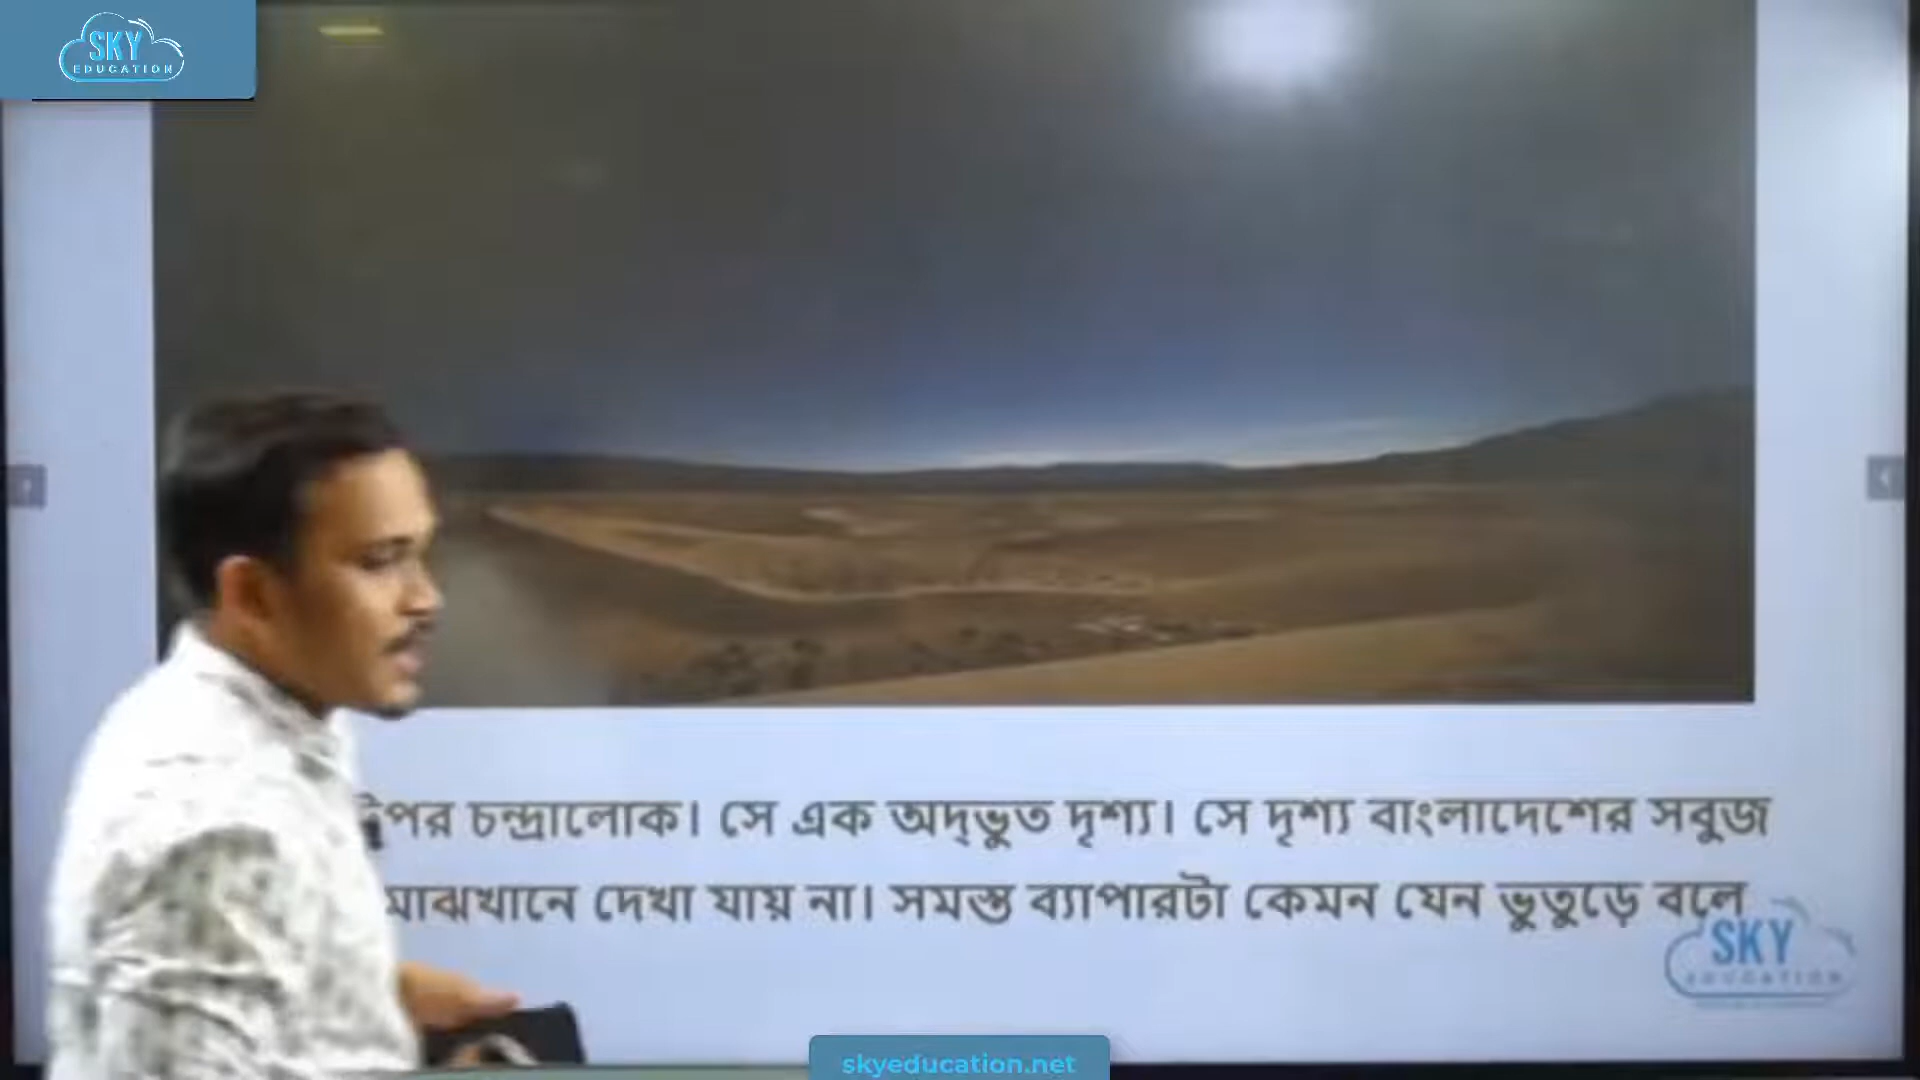 SKY
EDUCATION
চন্দ্রালোক। সে এক অদ্ভুত দৃশ্য। সে দৃশ্য বাংলাদেশের সবুজ
মাঝখানে দেখা যায় না। সমস্ত ব্যাপারটা কেমন যেন ভুতুড়ে বলে
SKY
EDUCATION
skyeducation.net